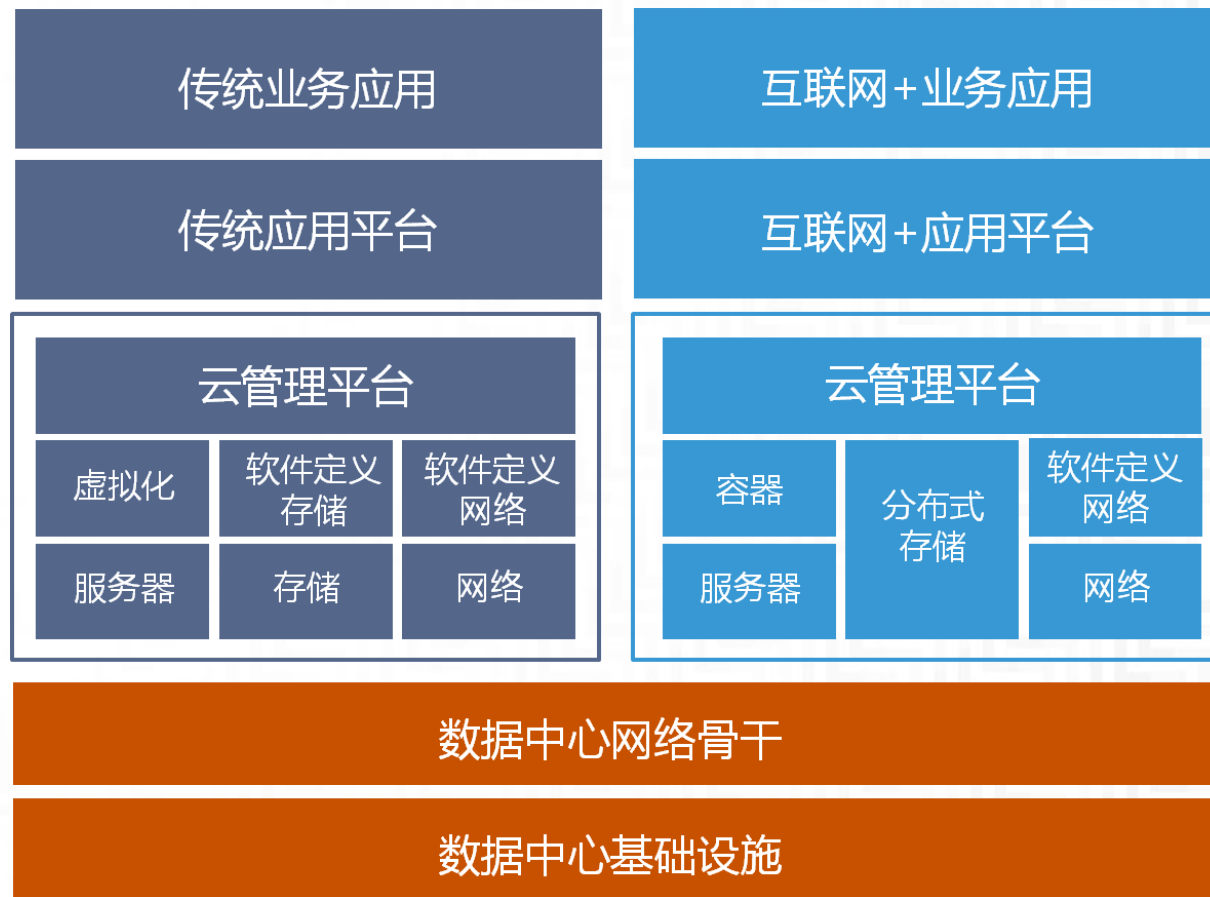 传统业务应用
互联网+业务应用
传统应用平台
互联网+应用平台
云管理平台
云管理平台
虚拟化
软件定义
存储
软件定义
网络
容器
分布式
存储
软件定义
网络
服务器
存储
网络
服务器
网络
数据中心网络骨干
数据中心基础设施